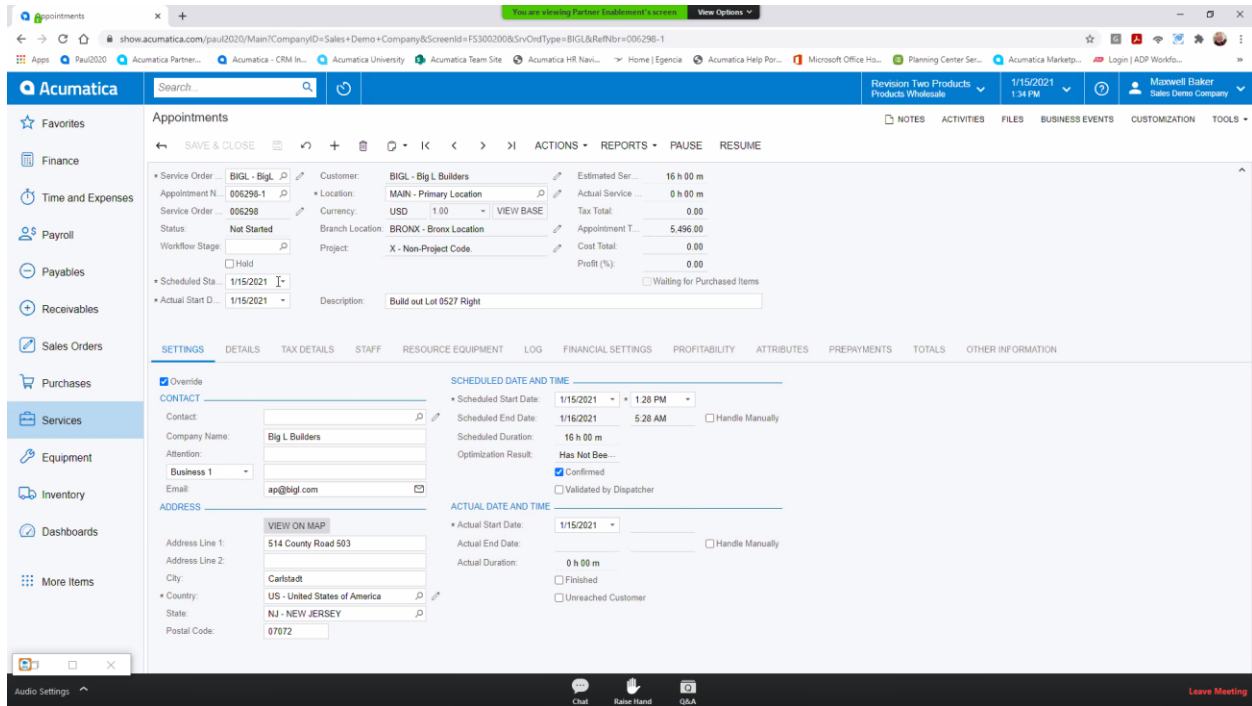 Appointments
You are viewing Partner Enablement's screen View Options
show.acumatica.com/paul2020/Main?CompanyID=Sales+Demo+Company&ScreenId=FS300200&SrvOrdType=BIGL&RefNbr=006298-1
Apps Paul2020 Acumatica Partner... Acumatica - CRM In... Acumatica University Acumatica Team Site Acumatica HR Navi... Home | Egencia Acumatica Help Por... Microsoft Office Ho... Planning Center Ser... Acumatica Marketp... Login | ADP Workfo...
Acumatica Search... Revision Two Products Products Wholesale 1/15/2021 1:34 PM Maxwell Baker Sales Demo Company
Favorites
Finance
Time and Expenses
Payroll
Payables
Receivables
Sales Orders
Purchases
Services
Equipment
Inventory
Dashboards
More Items
Appointments NOTES ACTIVITIES FILES BUSINESS EVENTS CUSTOMIZATION TOOLS
SAVE & CLOSE ACTIONS REPORTS PAUSE RESUME
* Service Order ... BIGL - BigL Customer: BIGL - Big L Builders Estimated Ser... 16 h 00 m
Appointment N... 006298-1 * Location: MAIN - Primary Location Actual Service ... 0 h 00 m
Service Order ... 006298 Currency: USD 1.00 VIEW BASE Tax Total: 0.00
Status: Not Started Branch Location: BRONX - Bronx Location Appointment T... 5,496.00
Workflow Stage: Project: X - Non-Project Code. Cost Total: 0.00
Hold Profit (%): 0.00
* Scheduled Sta... 1/15/2021 Waiting for Purchased Items
* Actual Start D... 1/15/2021 Description: Build out Lot 0527 Right
SETTINGS DETAILS TAX DETAILS STAFF RESOURCE EQUIPMENT LOG FINANCIAL SETTINGS PROFITABILITY ATTRIBUTES PREPAYMENTS TOTALS OTHER INFORMATION
Override
CONTACT
Contact:
Company Name: Big L Builders
Attention:
Business 1
Email: ap@bigl.com
ADDRESS
VIEW ON MAP
Address Line 1: 514 County Road 503
Address Line 2:
City: Carlstadt
* Country: US - United States of America
State: NJ - NEW JERSEY
Postal Code: 07072
SCHEDULED DATE AND TIME
* Scheduled Start Date: 1/15/2021 * 1:28 PM
Scheduled End Date: 1/16/2021 5:28 AM Handle Manually
Scheduled Duration: 16 h 00 m
Optimization Result: Has Not Bee...
Confirmed
Validated by Dispatcher
ACTUAL DATE AND TIME
* Actual Start Date: 1/15/2021
Actual End Date: Handle Manually
Actual Duration: 0 h 00 m
Finished
Unreached Customer
Audio Settings Chat Raise Hand Q&A Leave Meeting